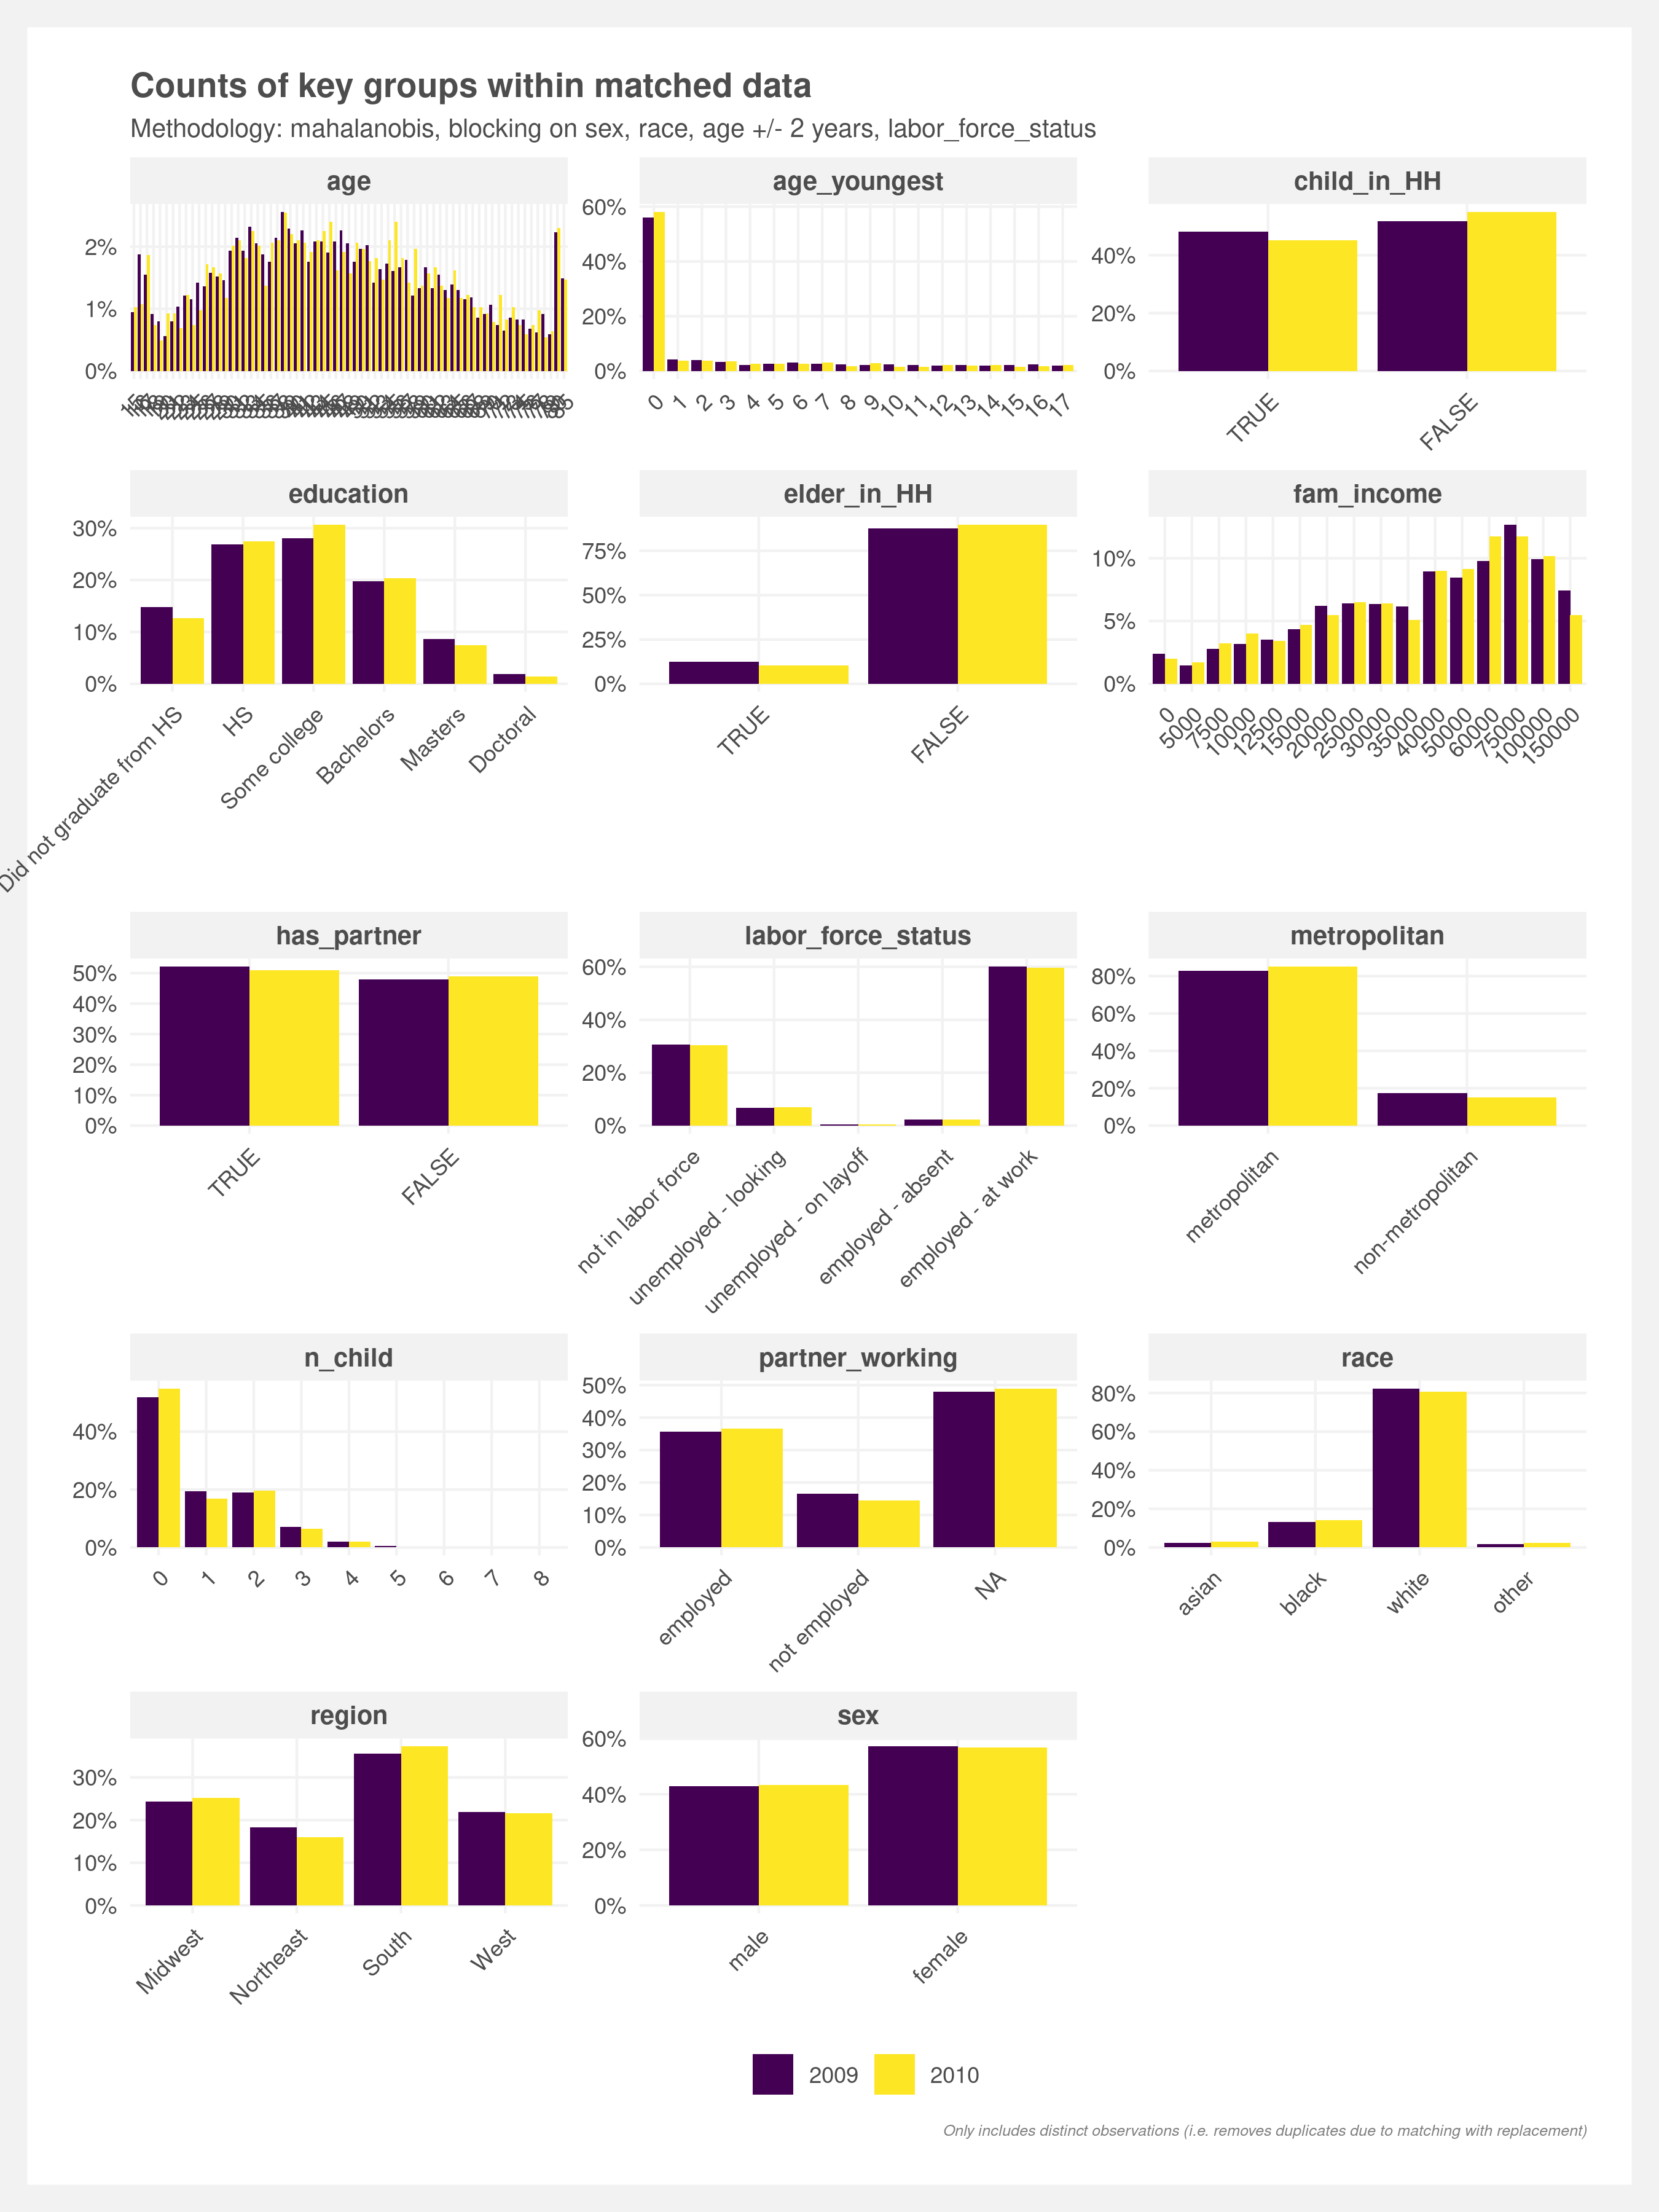 Counts of key groups within matched data
Methodology: mahalanobis, blocking on sex, race, age +/- 2 years, labor_force_status
age
age_youngest
child_in_HH
2%
1%
0%
60%
40%
20%
0%
0 1 2 3 4 5 6 7 8 9 10 11 12 13 14 15 16 17
40%
20%
0%
TRUE FALSE
education
elder_in_HH
fam_income
30%
20%
10%
0%
Did not graduate from HS HS Some college Bachelors Masters Doctoral
75%
50%
25%
0%
TRUE FALSE
10%
5%
0%
0 5000 7500 10000 12500 15000 20000 25000 30000 35000 40000 50000 60000 75000 100000 150000
has_partner
labor_force_status
metropolitan
50%
40%
30%
20%
10%
0%
TRUE FALSE
60%
40%
20%
0%
not in labor force unemployed - looking unemployed - on layoff employed - absent employed - at work
80%
60%
40%
20%
0%
metropolitan non-metropolitan
n_child
partner_working
race
40%
20%
0%
0 1 2 3 4 5 6 7 8
50%
40%
30%
20%
10%
0%
employed not employed NA
80%
60%
40%
20%
0%
asian black white other
region
sex
30%
20%
10%
0%
Midwest Northeast South West
60%
40%
20%
0%
male female
2009 2010
Only includes distinct observations (i.e. removes duplicates due to matching with replacement)